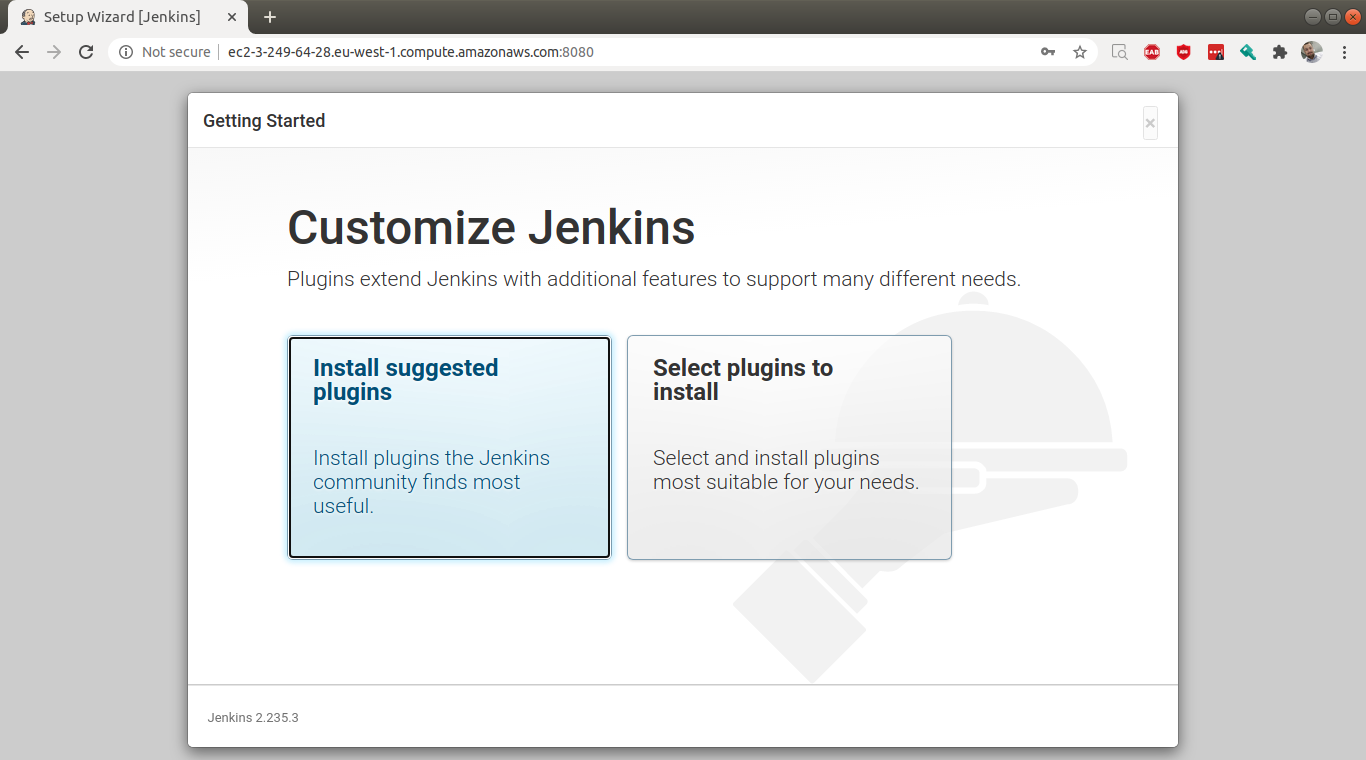 Setup Wizard [Jenkins]
Not secure
ec2-3-249-64-28.eu-west-1.compute.amazonaws.com:8080
Getting Started
Customize Jenkins
Plugins extend Jenkins with additional features to support many different needs.
Install suggested
plugins
Install plugins the Jenkins
community finds most
useful.
Select plugins to
install
Select and install plugins
most suitable for your needs.
Jenkins 2.235.3